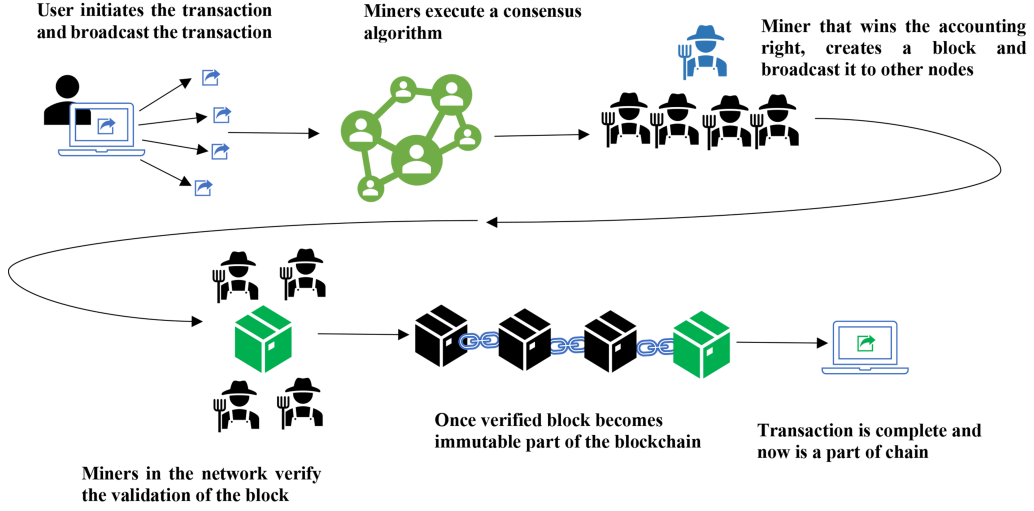 User initiates the transaction
and broadcast the transaction
Miners execute a consensus
algorithm
Miner that wins the accounting
right, creates a block and
broadcast it to other nodes
Miners in the network verify
the validation of the block
Once verified block becomes
immutable part of the blockchain
Transaction is complete and
now is a part of chain